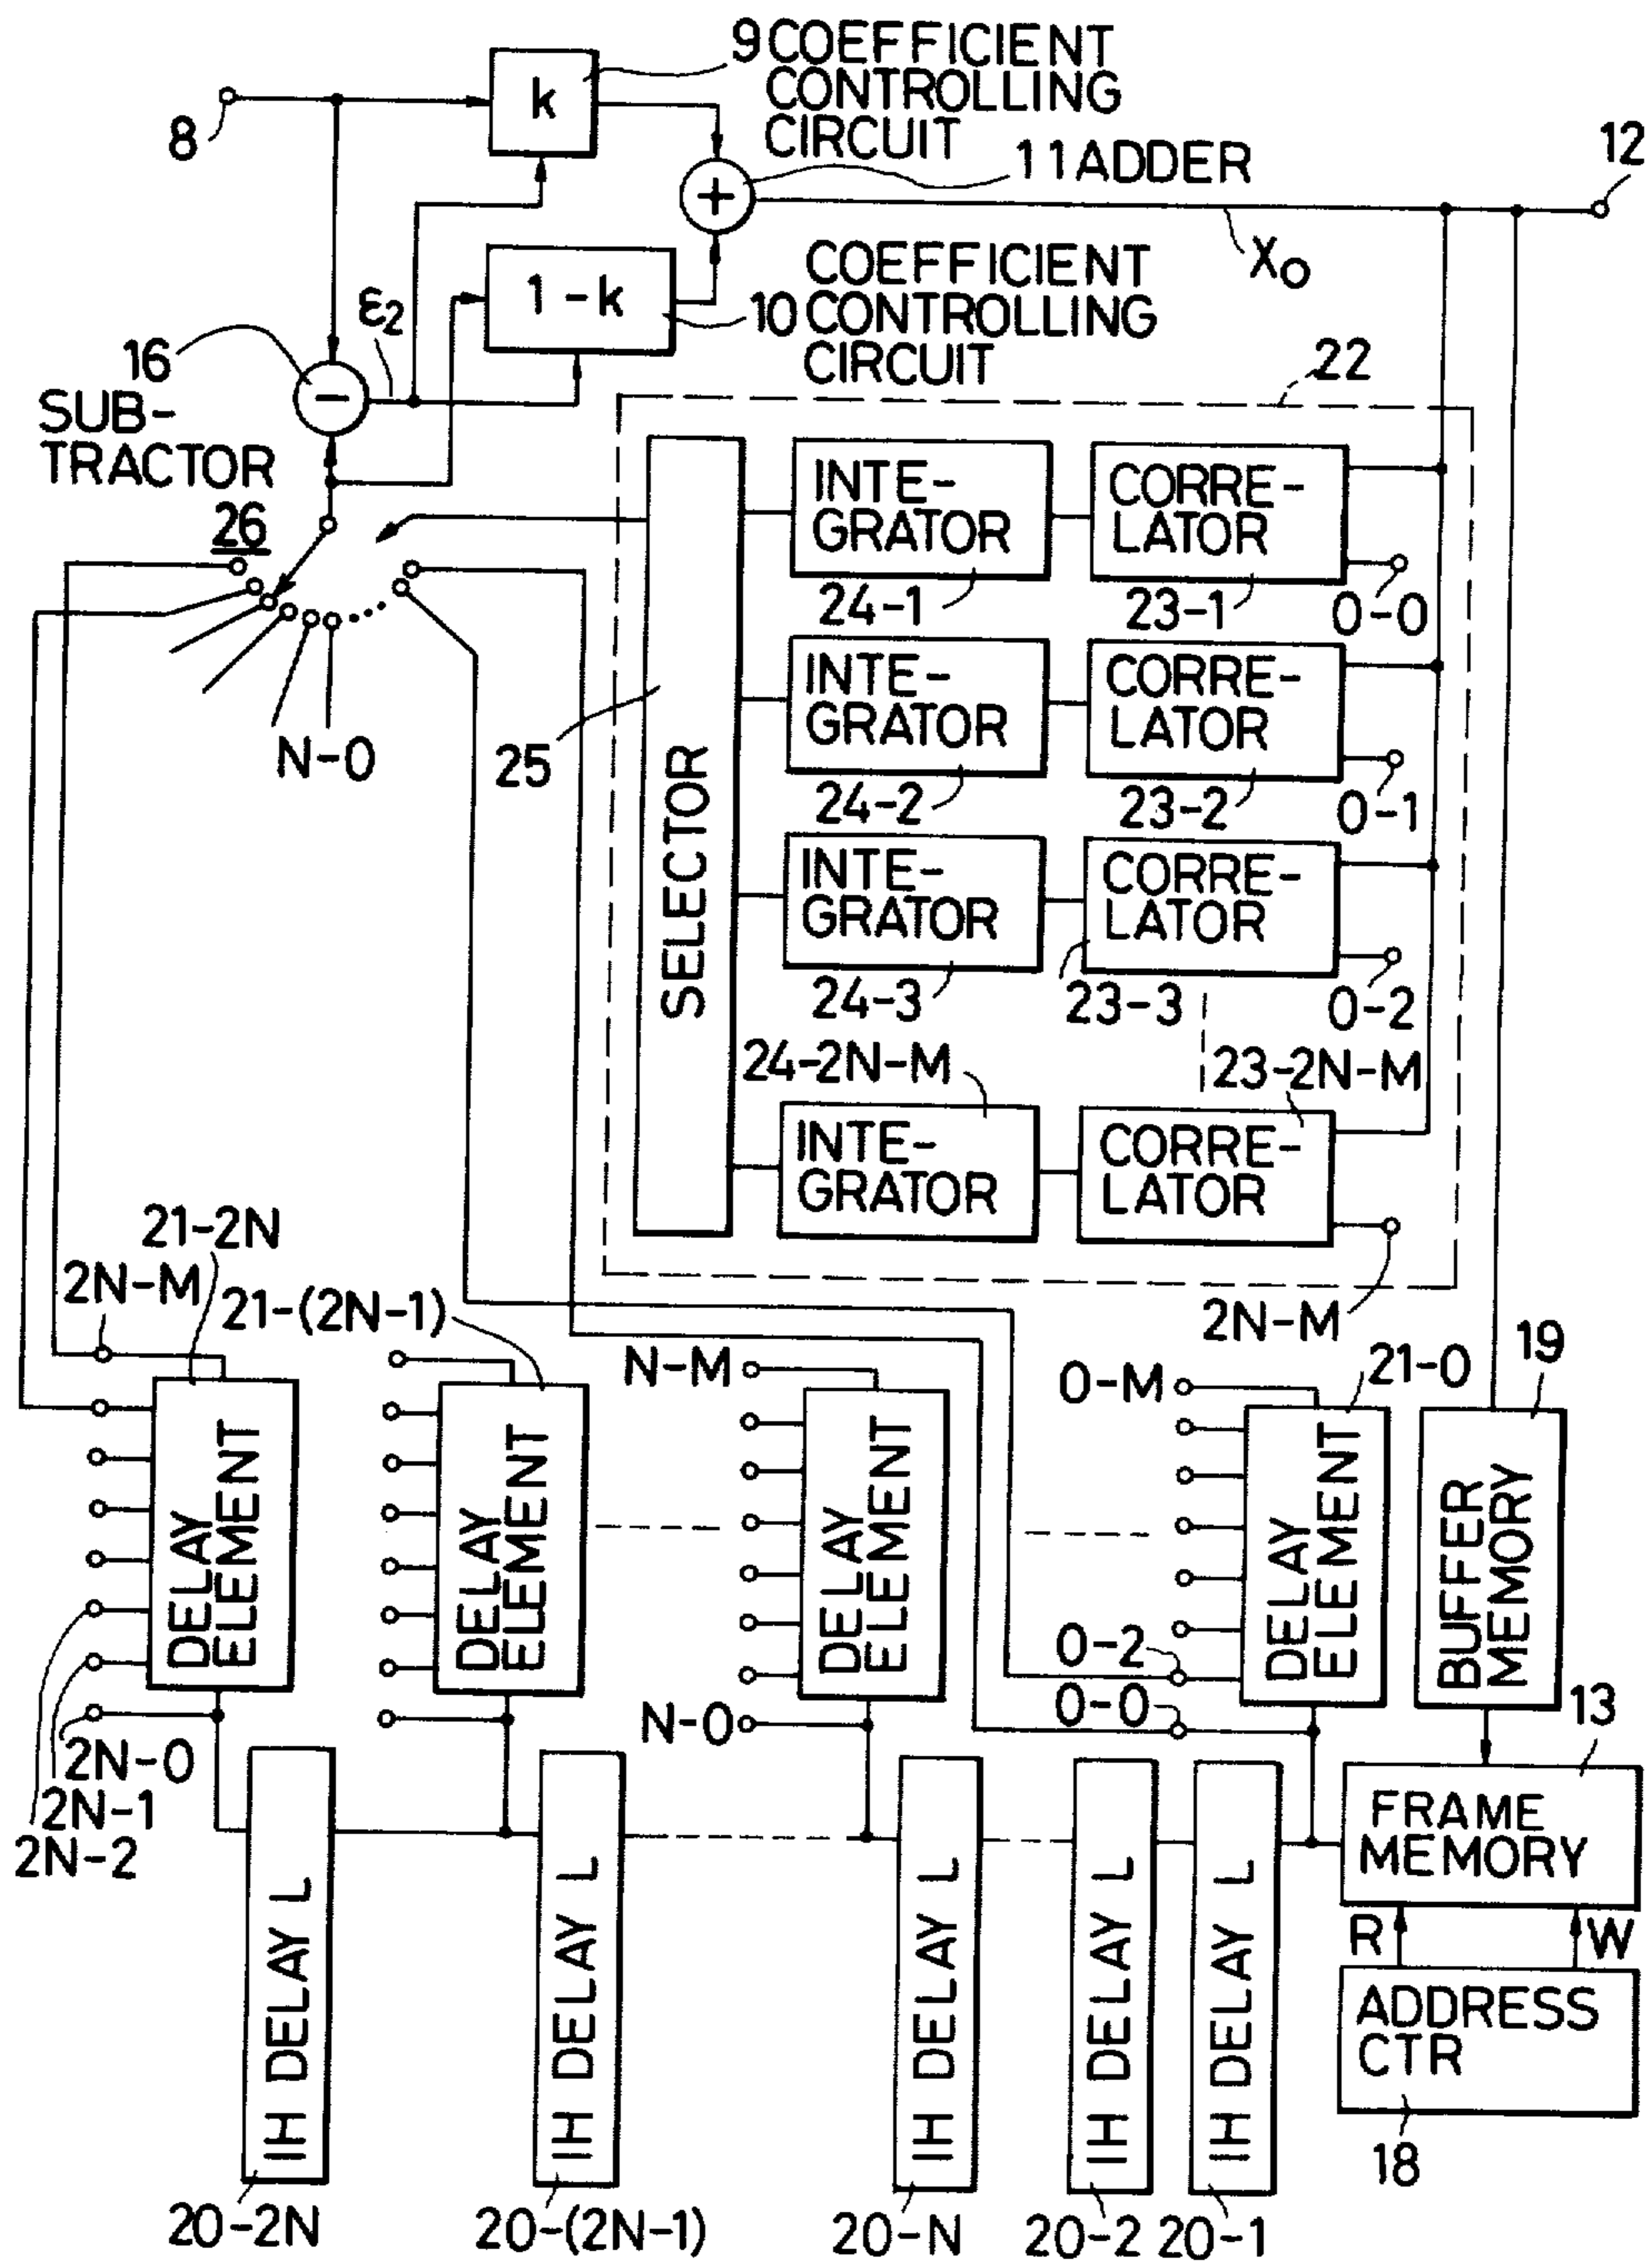 9 COEFFICIENT
CONTROLLING
CIRCUIT
k
8
11 ADDER
12
X₀
COEFFICIENT
10 CONTROLLING
CIRCUIT
1-k
ε₂
16
SUB-
TRACTOR
22
26
N-0
25
SELECTOR
INTE-
GRATOR
24-1
CORRE-
LATOR
23-1
0-0
INTE-
GRATOR
24-2
CORRE-
LATOR
23-2
0-1
INTE-
GRATOR
24-3
CORRE-
LATOR
23-3
0-2
24-2N-M
23-2N-M
INTE-
GRATOR
CORRE-
LATOR
2N-M
21-2N
2N-M
21-(2N-1)
N-M
0-M
21-0
19
DELAY
ELEMENT
DELAY
ELEMENT
DELAY
ELEMENT
DELAY
ELEMENT
BUFFER
MEMORY
0-2
0-0
N-0
2N-0
2N-1
2N-2
13
FRAME
MEMORY
R
W
ADDRESS
CTR
18
IH DELAY L
IH DELAY L
IH DELAY L
IH DELAY L
IH DELAY L
20-2N
20-(2N-1)
20-N
20-2
20-1